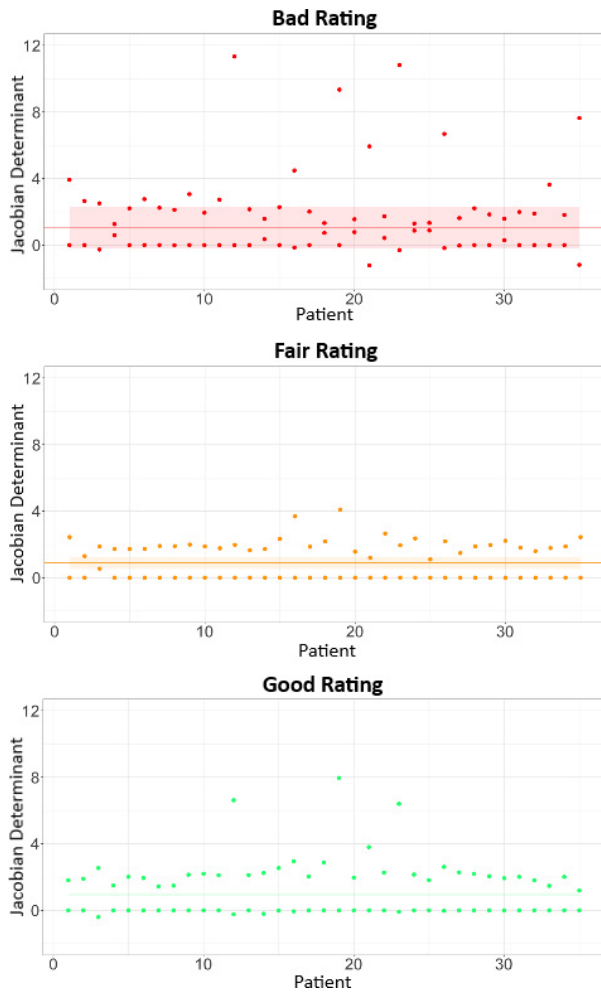 Bad Rating
12
8
4
0
Jacobian Determinant
0 10 20 30
Patient
Fair Rating
12
8
4
0
Jacobian Determinant
0 10 20 30
Patient
Good Rating
12
8
4
0
Jacobian Determinant
0 10 20 30
Patient